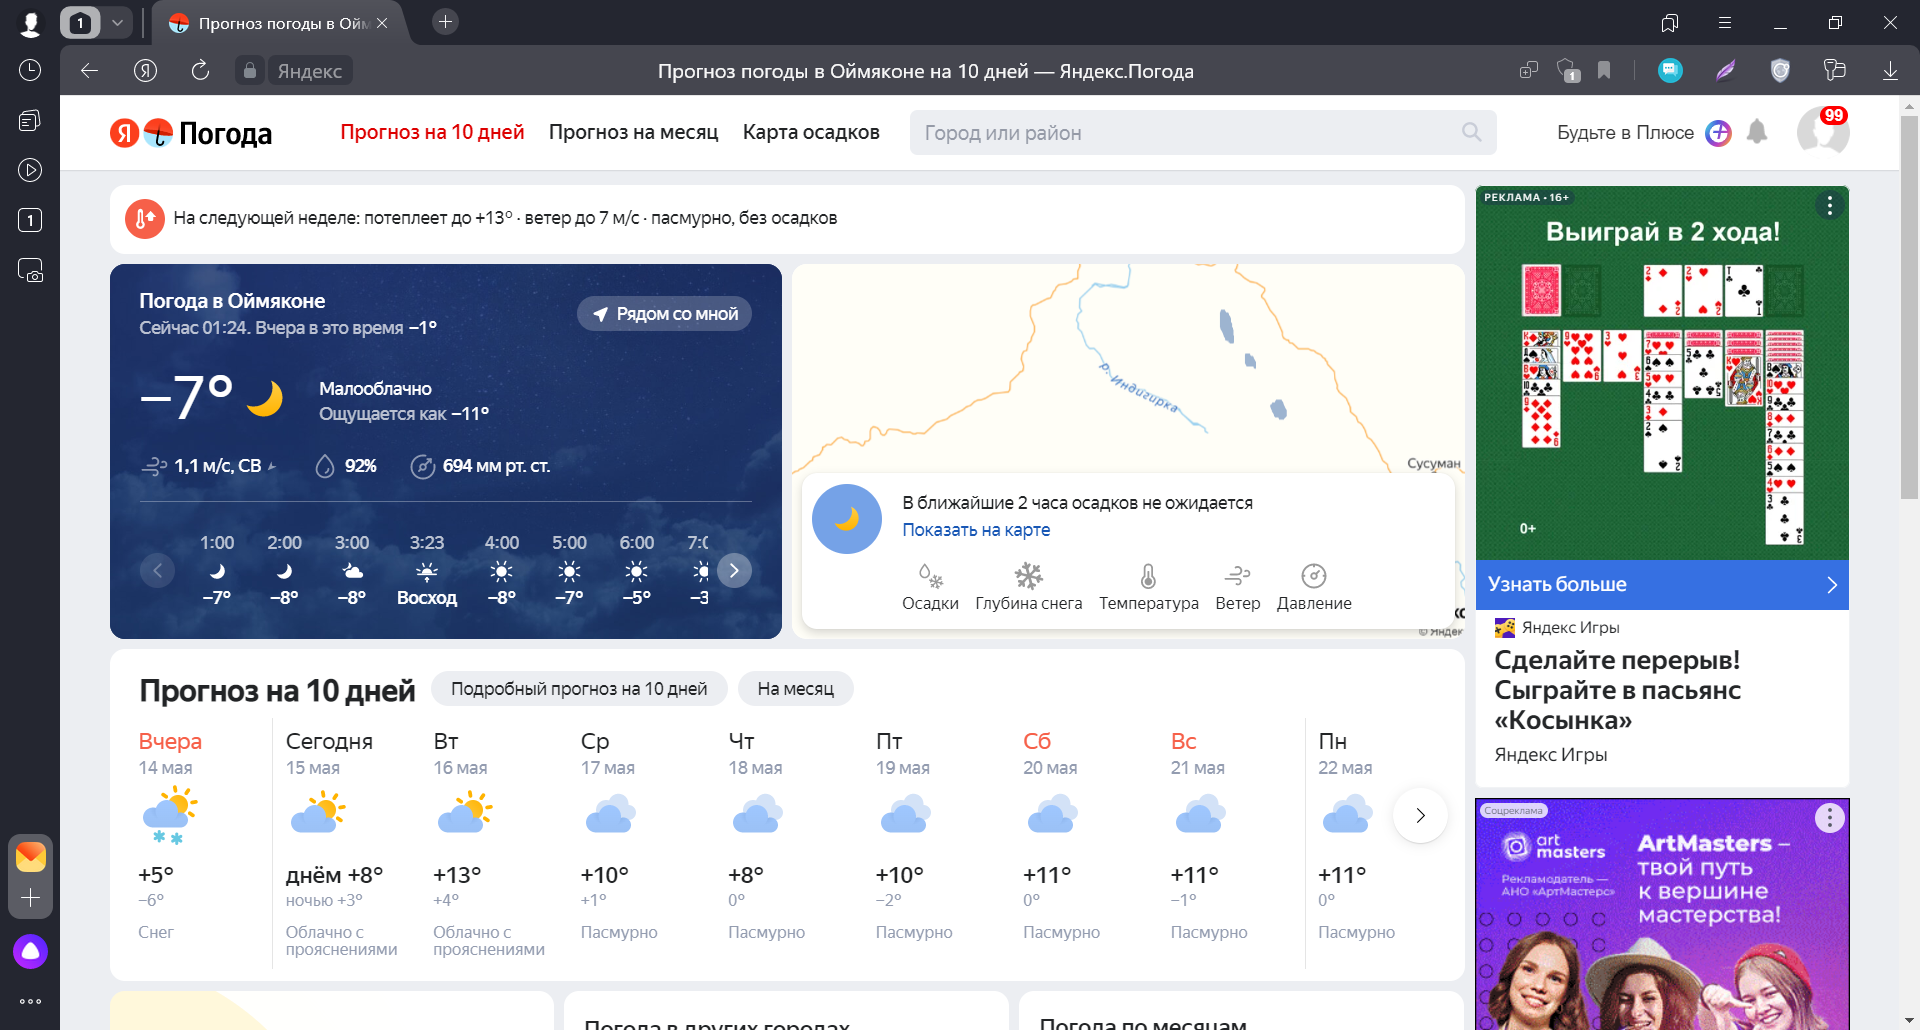 1
Прогноз погоды в Ойм
Яндекс
Прогноз погоды в Оймяконе на 10 дней — Яндекс.Погода
1
Я Погода
Прогноз на 10 дней
Прогноз на месяц
Карта осадков
Город или район
Будьте в Плюсе
99
1
На следующей неделе: потеплеет до +13° · ветер до 7 м/с · пасмурно, без осадков
Погода в Оймяконе
Сейчас 01:24. Вчера в это время −1°
Рядом со мной
−7°
Малооблачно
Ощущается как −11°
1,1 м/с, СВ
92%
694 мм рт. ст.
1:00 2:00 3:00 3:23 4:00 5:00 6:00
−7° −8° −8° Восход −8° −7° −5°
р. Индигирка
Сусуман
В ближайшие 2 часа осадков не ожидается
Показать на карте
Осадки Глубина снега Температура Ветер Давление
Прогноз на 10 дней
Подробный прогноз на 10 дней
На месяц
Вчера Сегодня Вт Ср Чт Пт Сб Вс Пн
14 мая 15 мая 16 мая 17 мая 18 мая 19 мая 20 мая 21 мая 22 мая
+5° днём +8° +13° +10° +8° +10° +11° +11° +11°
−6° ночью +3° +4° +1° 0° −2° 0° −1° 0°
Снег Облачно с Облачно с Пасмурно Пасмурно Пасмурно Пасмурно Пасмурно Пасмурно
прояснениями прояснениями
Погода в других городах
Погода по месяцам
РЕКЛАМА • 16+
Выиграй в 2 хода!
0+
Узнать больше
Яндекс Игры
Сделайте перерыв!
Сыграйте в пасьянс
«Косынка»
Яндекс Игры
Соцреклама
art
masters
Рекламодатель —
АНО «АртМастерс»
ArtMasters –
твой путь
к вершине
мастерства!